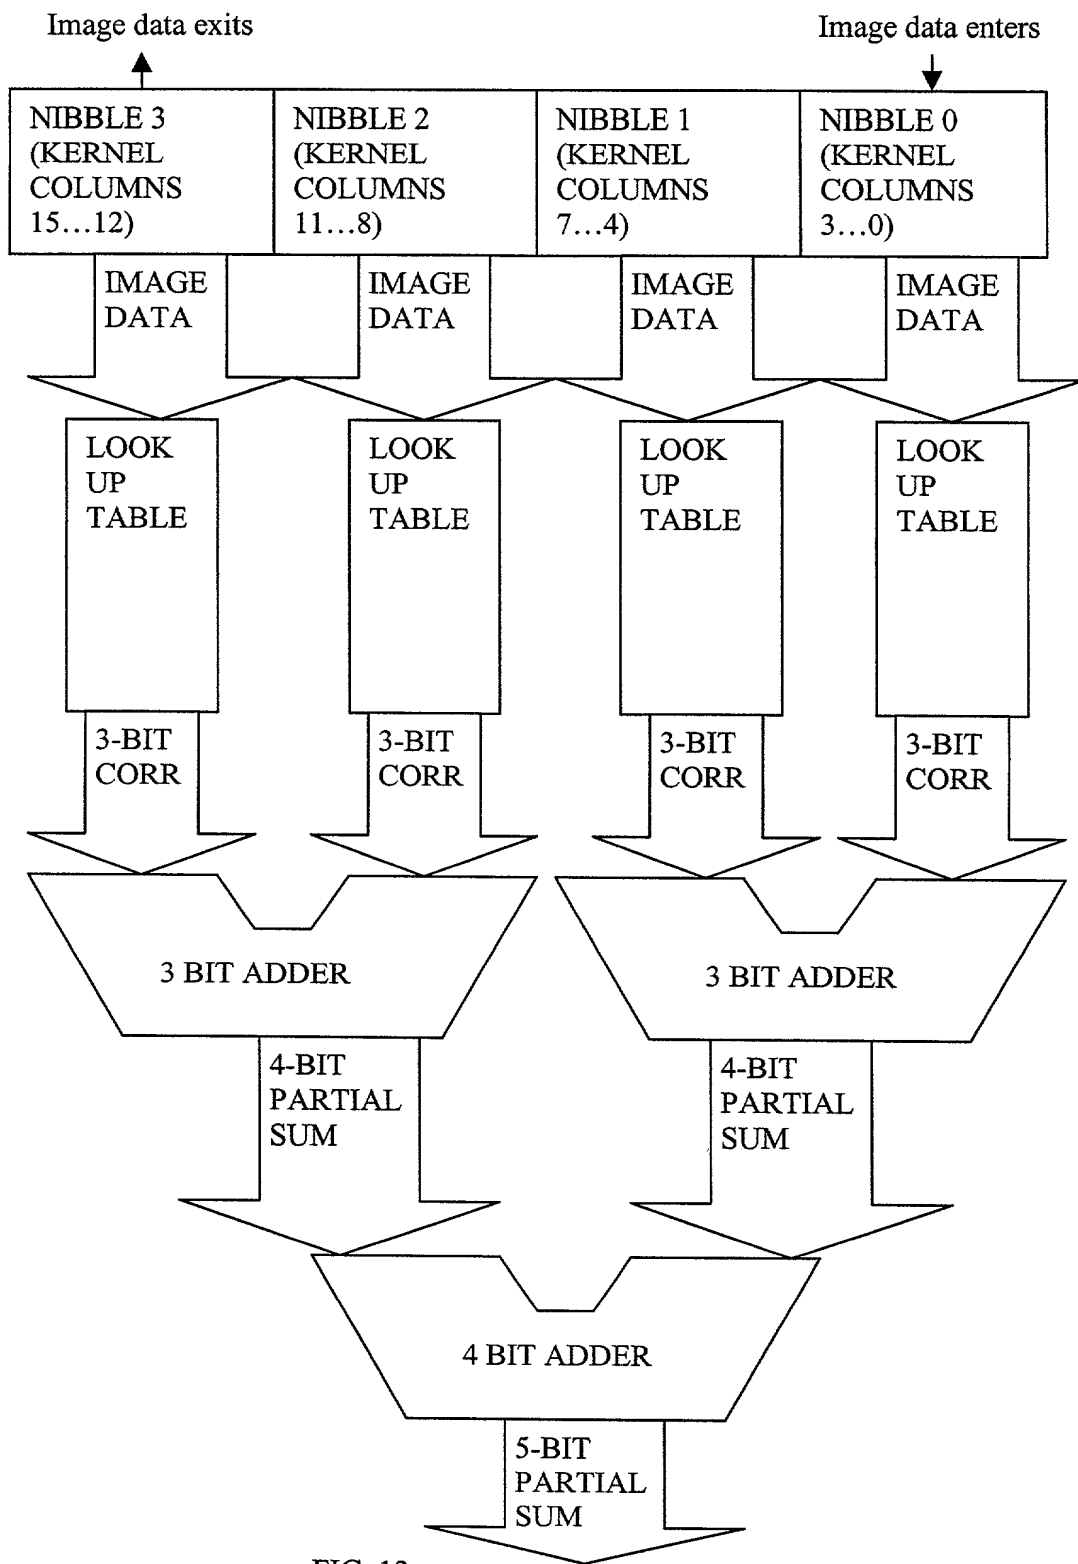 Image data exits
Image data enters
NIBBLE 3
(KERNEL
COLUMNS
15...12)
NIBBLE 2
(KERNEL
COLUMNS
11...8)
NIBBLE 1
(KERNEL
COLUMNS
7...4)
NIBBLE 0
(KERNEL
COLUMNS
3...0)
IMAGE
DATA
IMAGE
DATA
IMAGE
DATA
IMAGE
DATA
LOOK
UP
TABLE
LOOK
UP
TABLE
LOOK
UP
TABLE
LOOK
UP
TABLE
3-BIT
CORR
3-BIT
CORR
3-BIT
CORR
3-BIT
CORR
3 BIT ADDER
3 BIT ADDER
4-BIT
PARTIAL
SUM
4-BIT
PARTIAL
SUM
4 BIT ADDER
5-BIT
PARTIAL
SUM